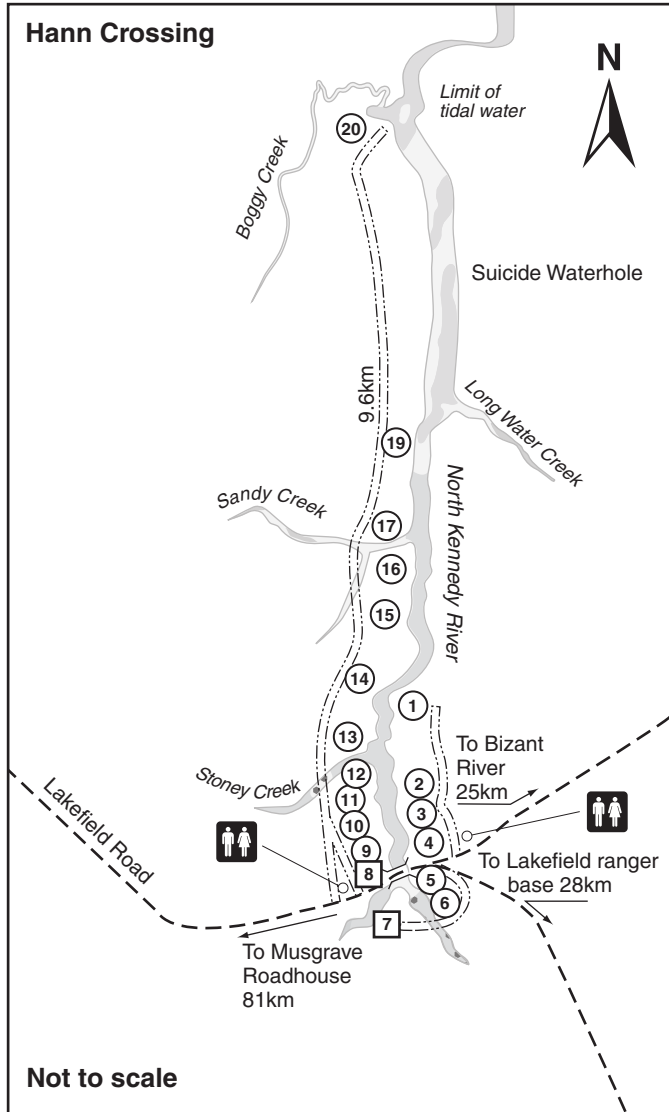 Hann Crossing
N
Limit of
tidal water
20
Boggy Creek
Suicide Waterhole
9.6km
Long Water Creek
19
Sandy Creek
17
North Kennedy River
16
15
14
1
13
To Bizant
River
25km
Stoney Creek
12
2
11
3
Lakefield Road
10
4
9
To Lakefield ranger
base 28km
8
5
6
7
To Musgrave
Roadhouse
81km
Not to scale